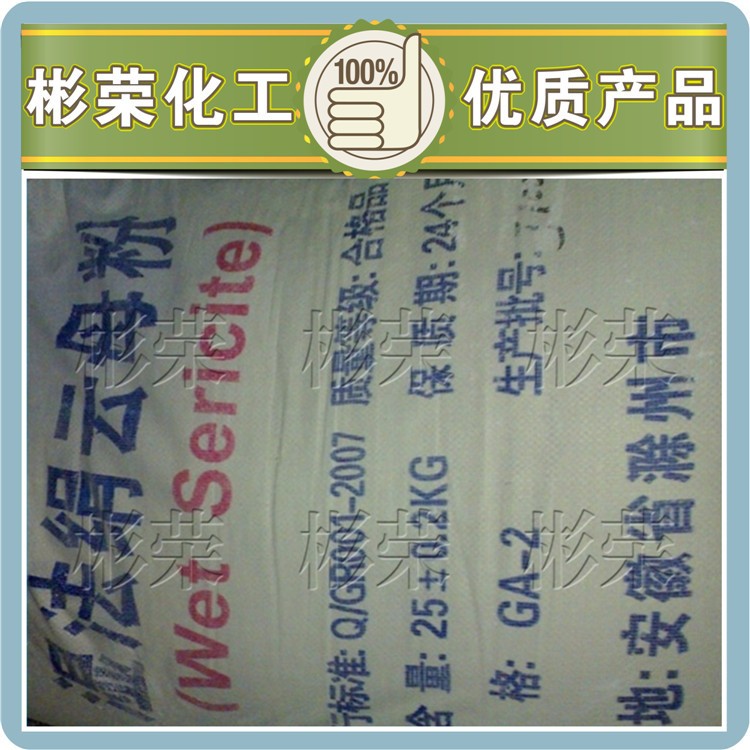 彬荣化工
100%
优质产品
湿法绢云母粉
(Wet Sericite)
行标准: Q/GR001-2007 质量等级: 合格品
含 量: 25±0.2KG 保质期: 24个月
格: GA-2 生产批号:
地: 安徽省滁州市
彬荣 彬荣 彬荣
彬荣 彬荣 彬荣